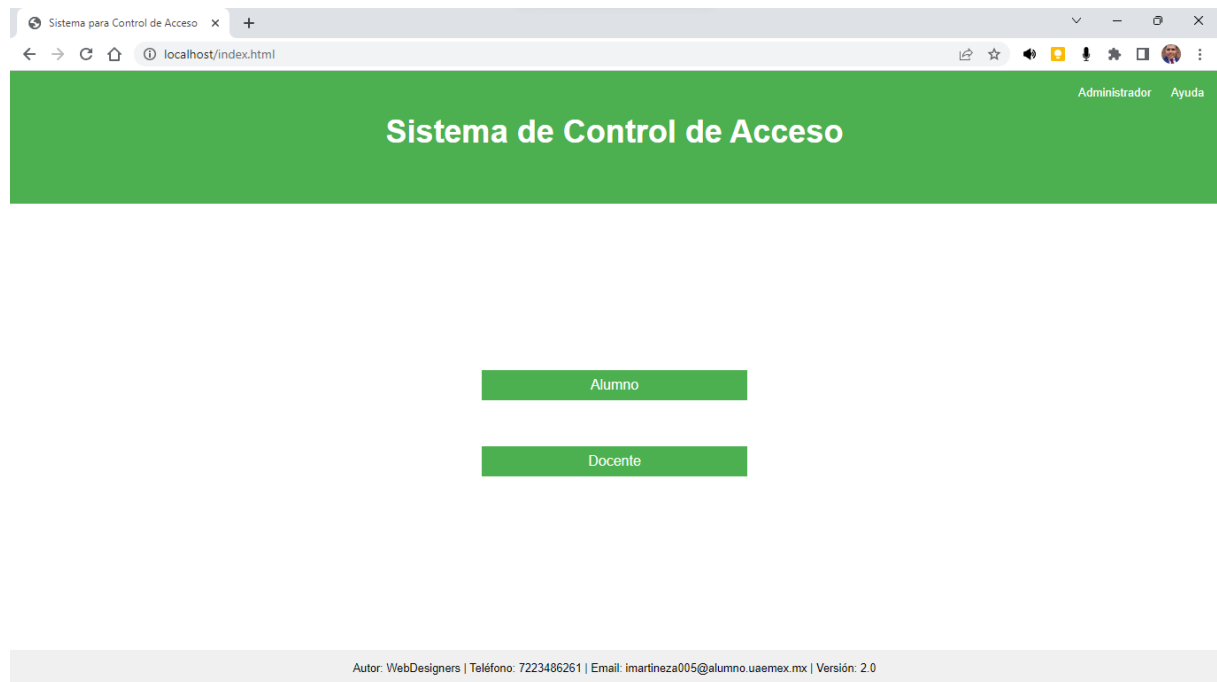 Sistema para Control de Acceso
localhost/index.html
Administrador Ayuda
Sistema de Control de Acceso
Alumno
Docente
Autor: WebDesigners | Teléfono: 7223486261 | Email: imartineza005@alumno.uaemex.mx | Versión: 2.0